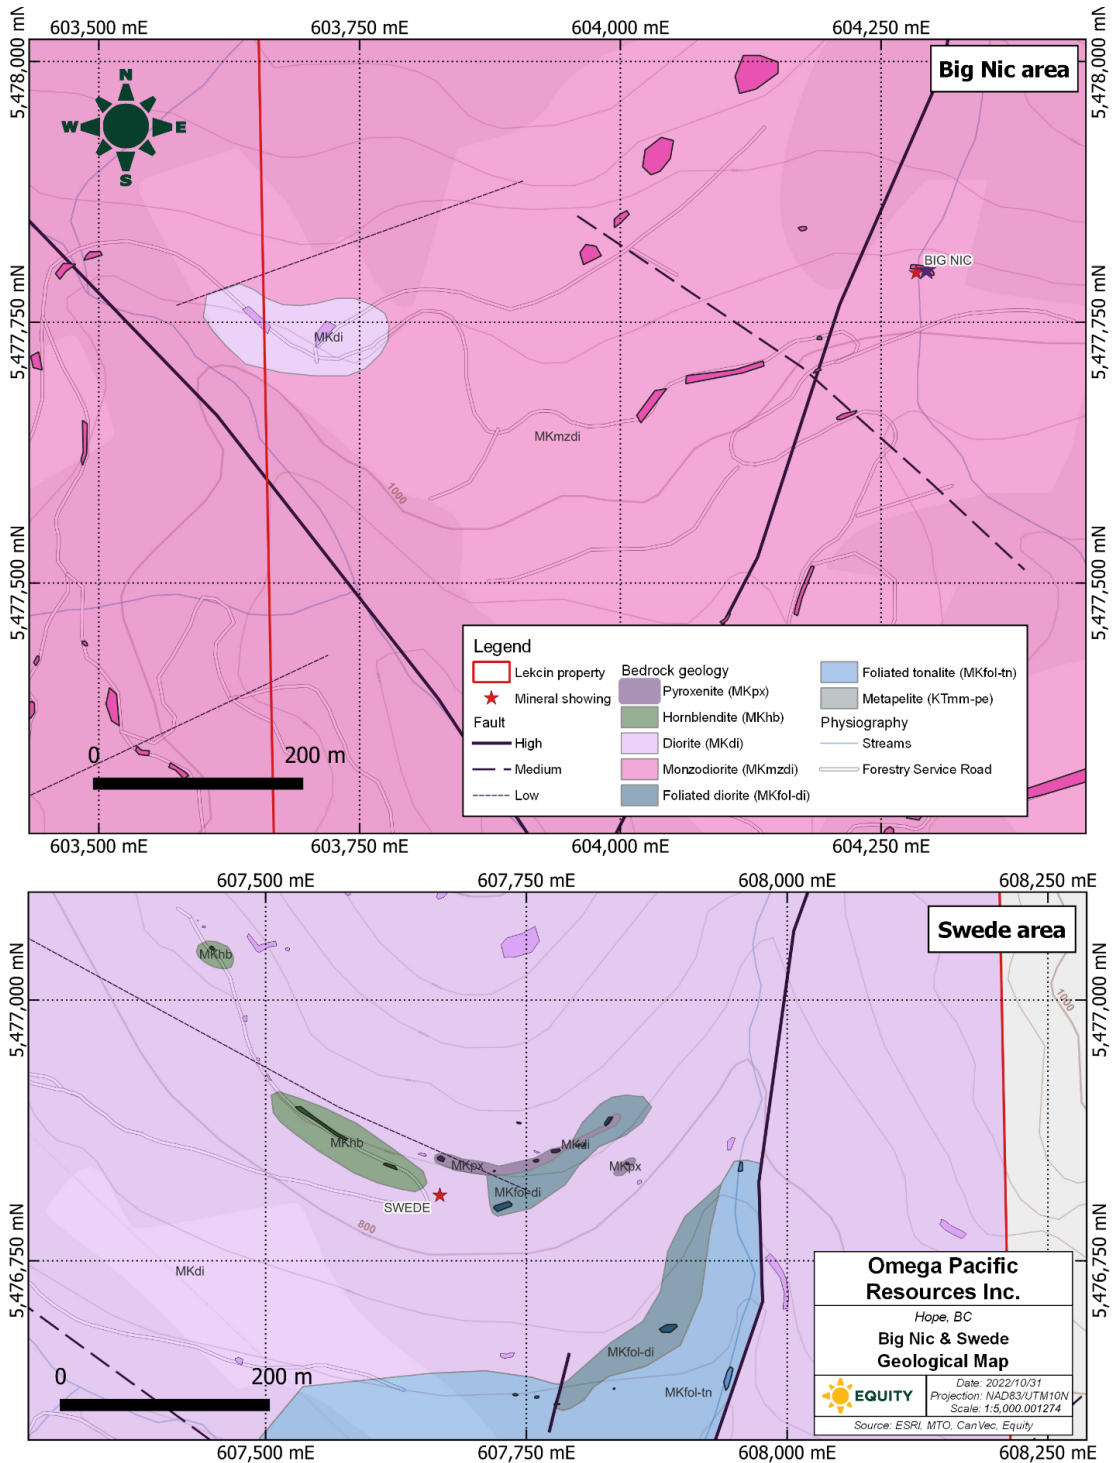 603,500 mE 603,750 mE 604,000 mE 604,250 mE
5,478,000 mN
5,478,000 mN
Big Nic area
N
W E
S
BIG NIC
5,477,750 mN
5,477,750 mN
MKdi
MKmzdi
1000
5,477,500 mN
5,477,500 mN
Legend
Lekcin property
Mineral showing
Fault
High
Medium
Low
Bedrock geology
Pyroxenite (MKpx)
Hornblendite (MKhb)
Diorite (MKdi)
Monzodiorite (MKmzdi)
Foliated diorite (MKfol-di)
Foliated tonalite (MKfol-tn)
Metapelite (KTmm-pe)
Physiography
Streams
Forestry Service Road
0 200 m
603,500 mE 603,750 mE 604,000 mE 604,250 mE
607,500 mE 607,750 mE 608,000 mE 608,250 mE
Swede area
MKhb
5,477,000 mN
5,477,000 mN
1000
MKhb
MKdi
MKpx
MKpx
MKfol-di
SWEDE
800
5,476,750 mN
5,476,750 mN
MKdi
MKfol-di
MKfol-tn
0 200 m
Omega Pacific
Resources Inc.
Hope, BC
Big Nic & Swede
Geological Map
EQUITY
Date: 2022/10/31
Projection: NAD83/UTM10N
Scale: 1:5,000.001274
Source: ESRI, MTO, CanVec, Equity
607,500 mE 607,750 mE 608,000 mE 608,250 mE